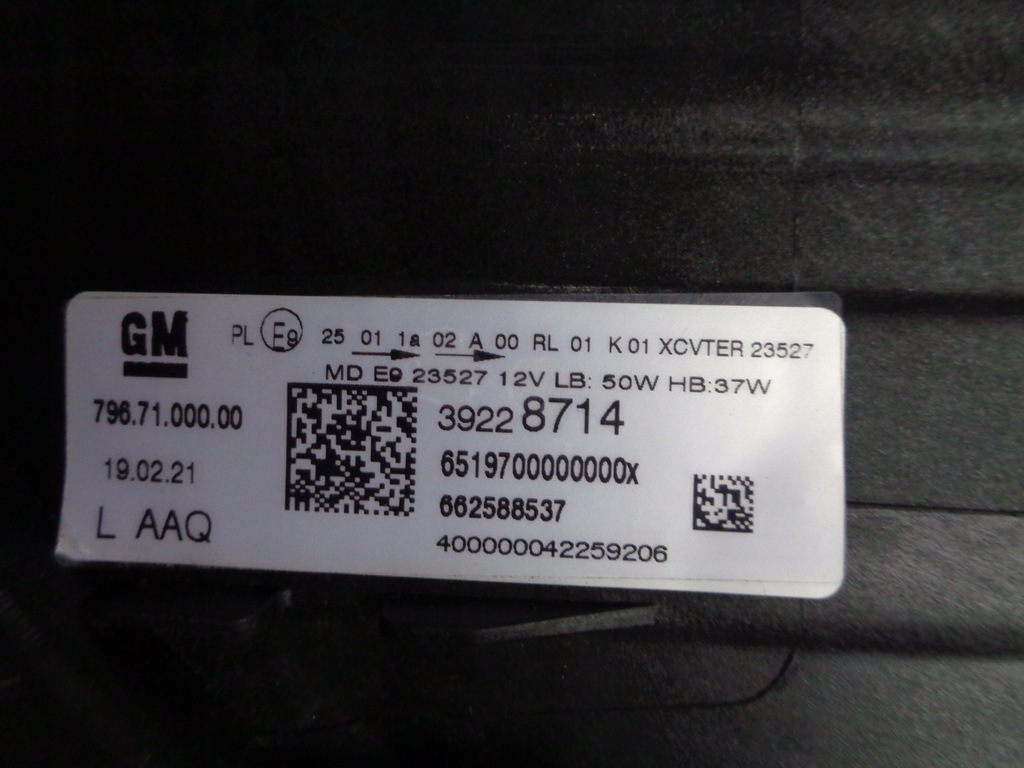 GM
PL E9 25 01 1a 02 A 00 RL 01 K 01 XCVTER 23527
MD E9 23527 12V LB: 50W HB:37W
796.71.000.00
39228714
19.02.21
6519700000000x
L AAQ
662588537
400000042259206